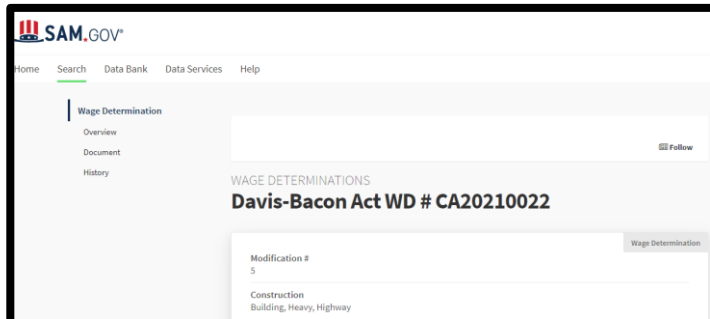 SAM.GOV®
Home Search Data Bank Data Services Help
Wage Determination
Overview
Document
History
Follow
WAGE DETERMINATIONS
Davis-Bacon Act WD # CA20210022
Wage Determination
Modification #
5
Construction
Building, Heavy, Highway